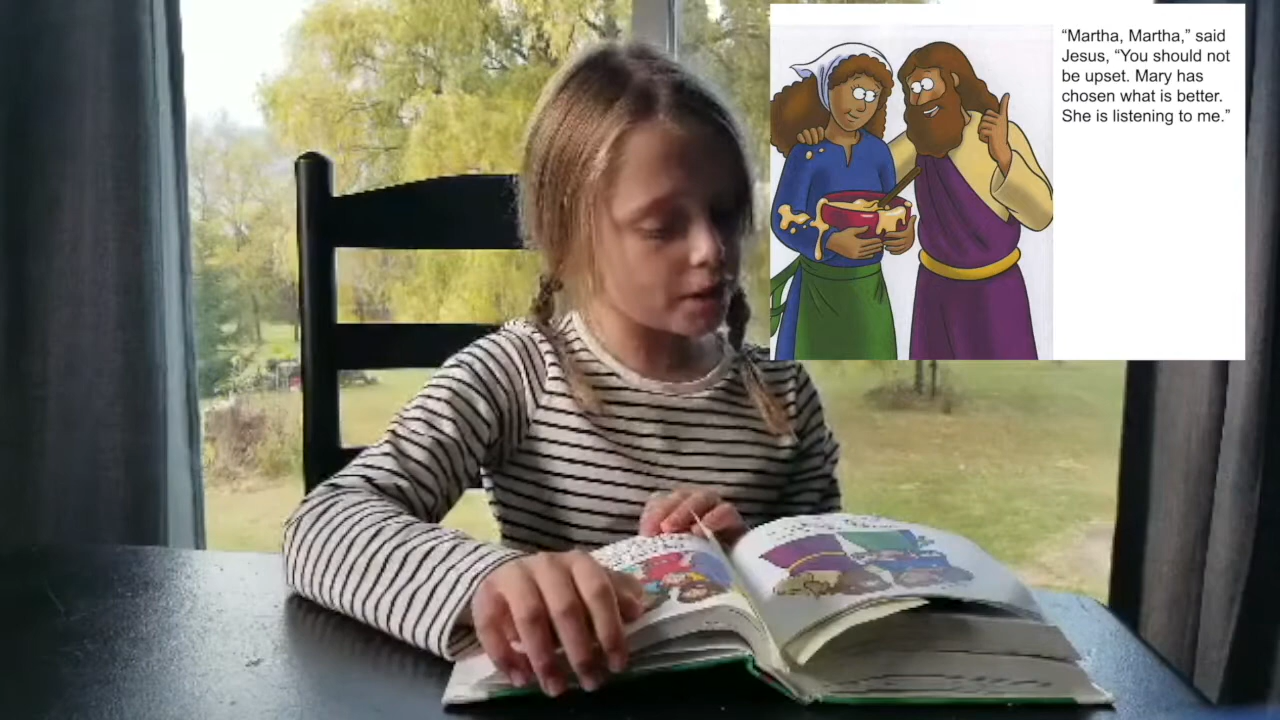 “Martha, Martha,” said
Jesus, “You should not
be upset. Mary has
chosen what is better.
She is listening to me.”